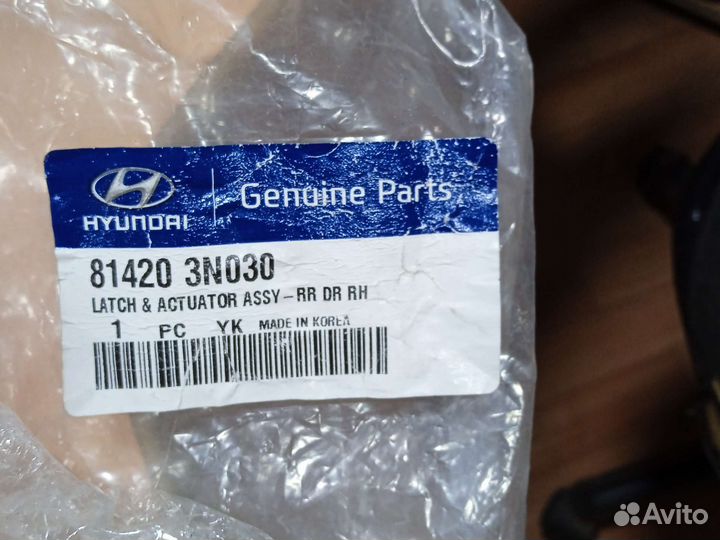 HYUNDAI
Genuine Parts
81420 3N030
LATCH & ACTUATOR ASSY-RR DR RH
1 PC YK MADE IN KOREA
Avito